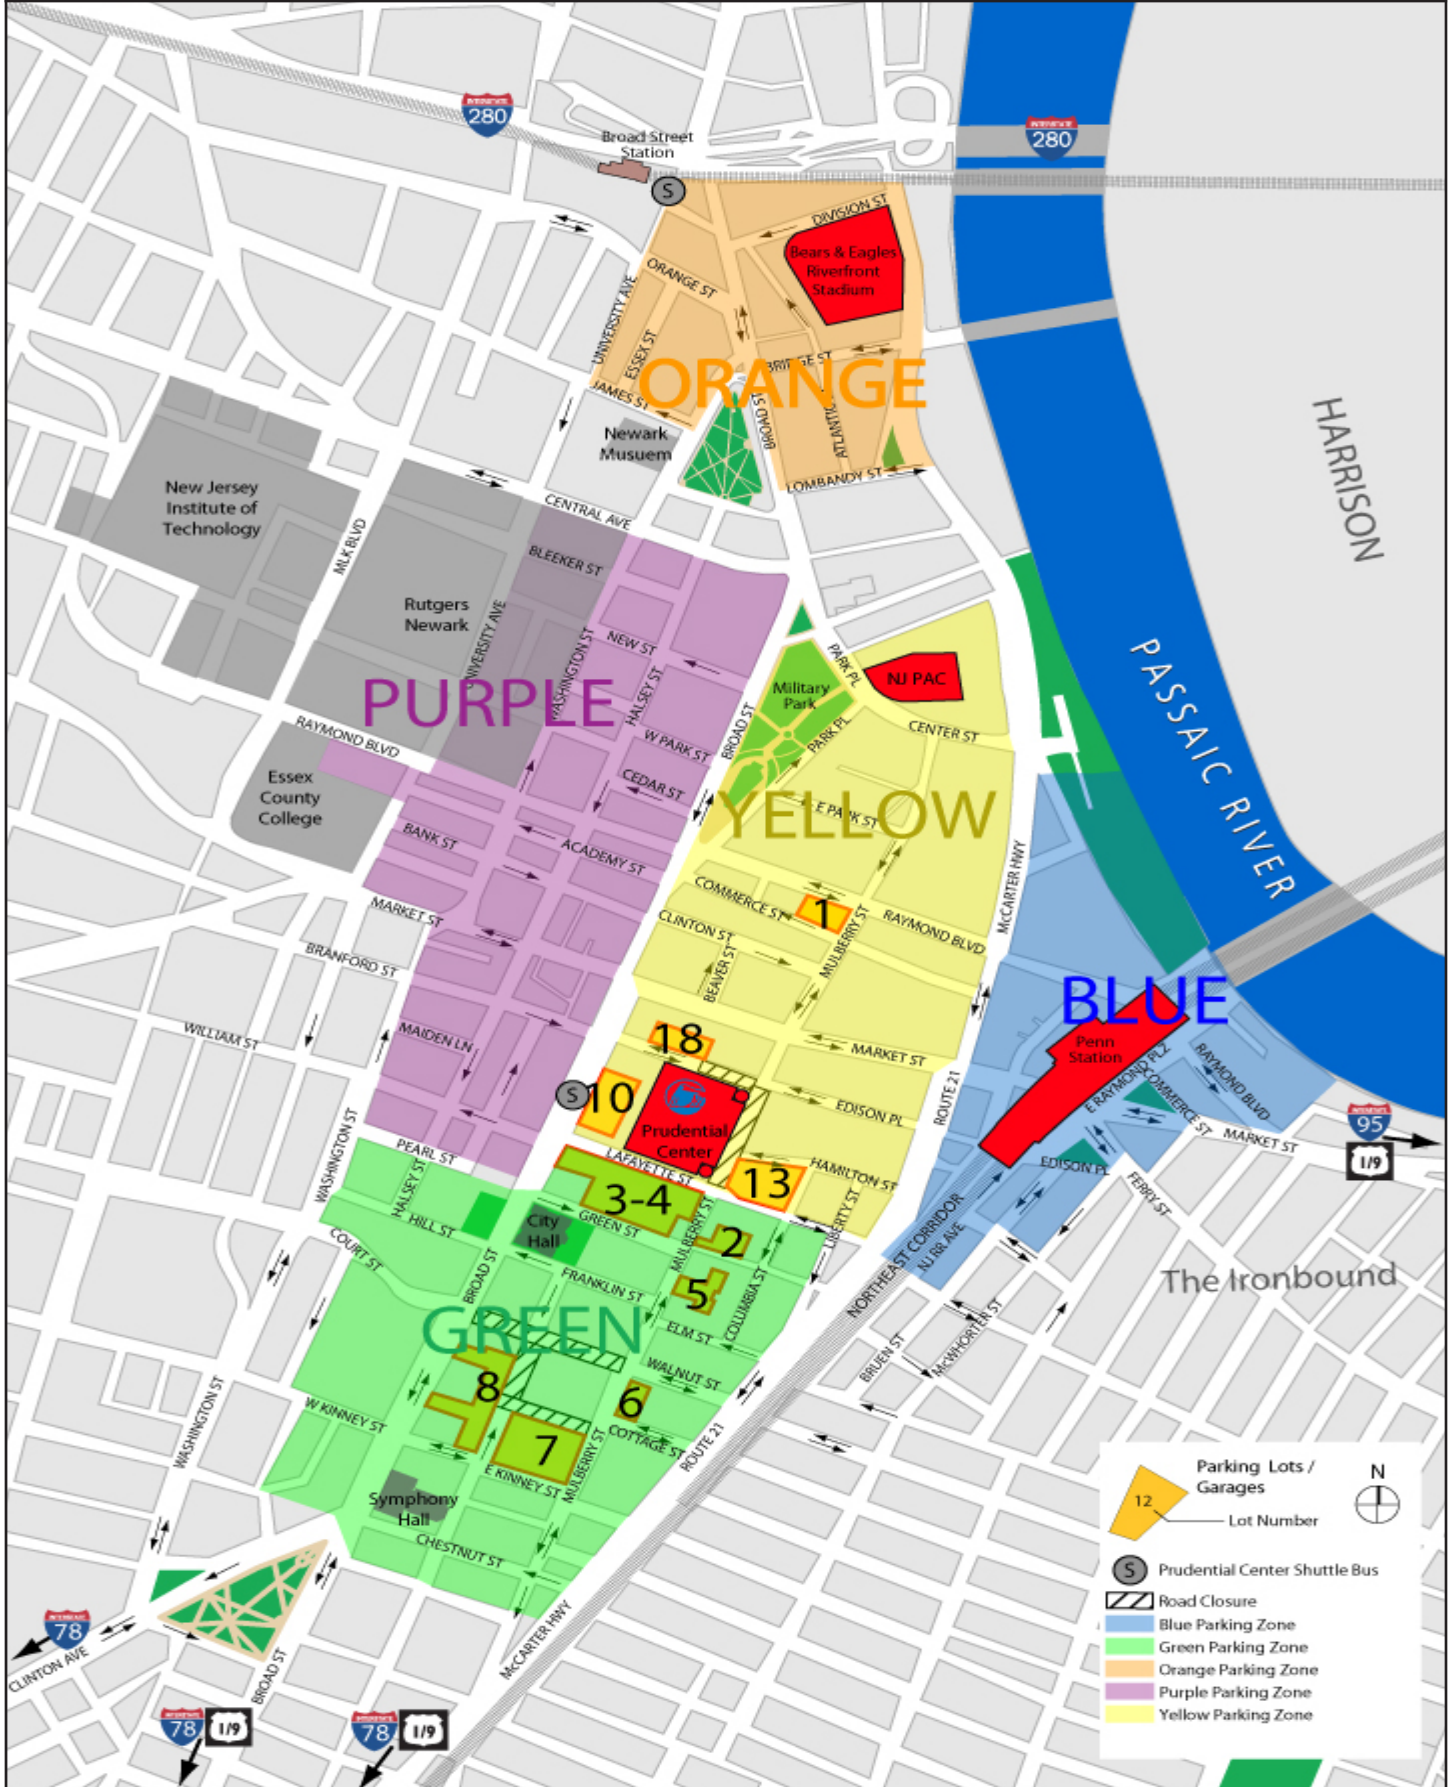 INTERSTATE
280
INTERSTATE
280
Broad Street
Station
S
DIVISION ST
Bears & Eagles
Riverfront
Stadium
ORANGE ST
UNIVERSITY AVE
ESSEX ST
BRIDGE ST
ORANGE
JAMES ST
BROAD ST
ATLANTIC
Newark
Musuem
LOMBANDY ST
HARRISON
New Jersey
Institute of
Technology
CENTRAL AVE
MLK BLVD
BLEEKER ST
Rutgers
Newark
UNIVERSITY AVE
WASHINGTON ST
NEW ST
HALSEY ST
PARK PL
NJ PAC
Military
Park
PURPLE
PASSAIC RIVER
RAYMOND BLVD
W PARK ST
BROAD ST
PARK PL
CENTER ST
Essex
County
College
CEDAR ST
YELLOW
E PARK ST
BANK ST
ACADEMY ST
McCARTER HWY
COMMERCE ST
1
MARKET ST
CLINTON ST
MULBERRY ST
RAYMOND BLVD
BRANFORD ST
BEAVER ST
BLUE
WILLIAM ST
MAIDEN LN
18
MARKET ST
Penn
Station
E RAYMOND PLZ
RAYMOND BLVD
COMMERCE ST
S
10
EDISON PL
ROUTE 21
Prudential
Center
INTERSTATE
95
1/9
MARKET ST
WASHINGTON ST
PEARL ST
LAFAYETTE ST
HAMILTON ST
EDISON PL
FERRY ST
HALSEY ST
3-4
13
HILL ST
City
Hall
GREEN ST
MULBERRY ST
2
LIBERTY ST
NORTHEAST CORRIDOR
NJ RR AVE
COURT ST
BROAD ST
FRANKLIN ST
5
COLUMBIA ST
The Ironbound
GREEN
ELM ST
BRUEN ST
McWHORTER ST
WALNUT ST
8
6
WASHINGTON ST
W KINNEY ST
7
COTTAGE ST
ROUTE 21
E KINNEY ST
MULBERRY ST
Symphony
Hall
CHESTNUT ST
Parking Lots /
Garages
12
Lot Number
N
S
Prudential Center Shuttle Bus
Road Closure
Blue Parking Zone
Green Parking Zone
Orange Parking Zone
Purple Parking Zone
Yellow Parking Zone
INTERSTATE
78
CLINTON AVE
BROAD ST
McCARTER HWY
INTERSTATE
78
1/9
INTERSTATE
78
1/9